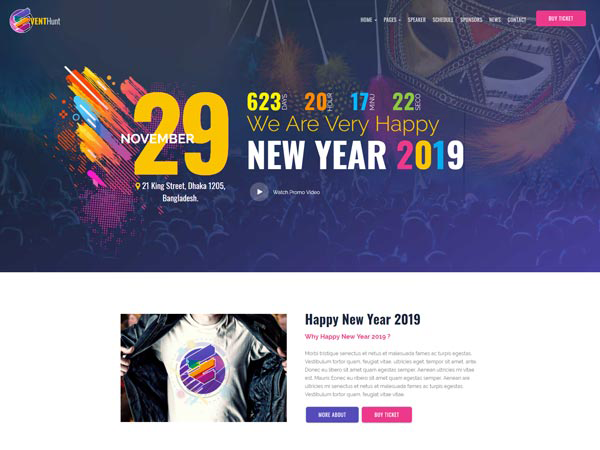 VENTHunt
HOME PAGES SPEAKER SCHEDULE SPONSORS NEWS CONTACT BUY TICKET
NOVEMBER 29
21 King Street, Dhaka 1205,
Bangladesh.
623 DAYS 20 HOUR 17 MINU 22 SECO
We Are Very Happy
NEW YEAR 2019
Watch Promo Video
Happy New Year 2019
Why Happy New Year 2019 ?
Morbi tristique senectus et netus et malesuada fames ac turpis egestas.
Vestibulum tortor quam, feugiat vitae, ultricies eget, tempor sit amet, ante.
Donec eu libero sit amet quam egestas semper. Aenean ultricies mi vitae
est. Mauris Donec eu libero sit amet quam egestas semper. Aenean are
ultricies mi senectus et netus et malesuada fames ac turpis egestas.
Vestibulum tortor quam, feugiat vitae vitae.
MORE ABOUT BUY TICKET